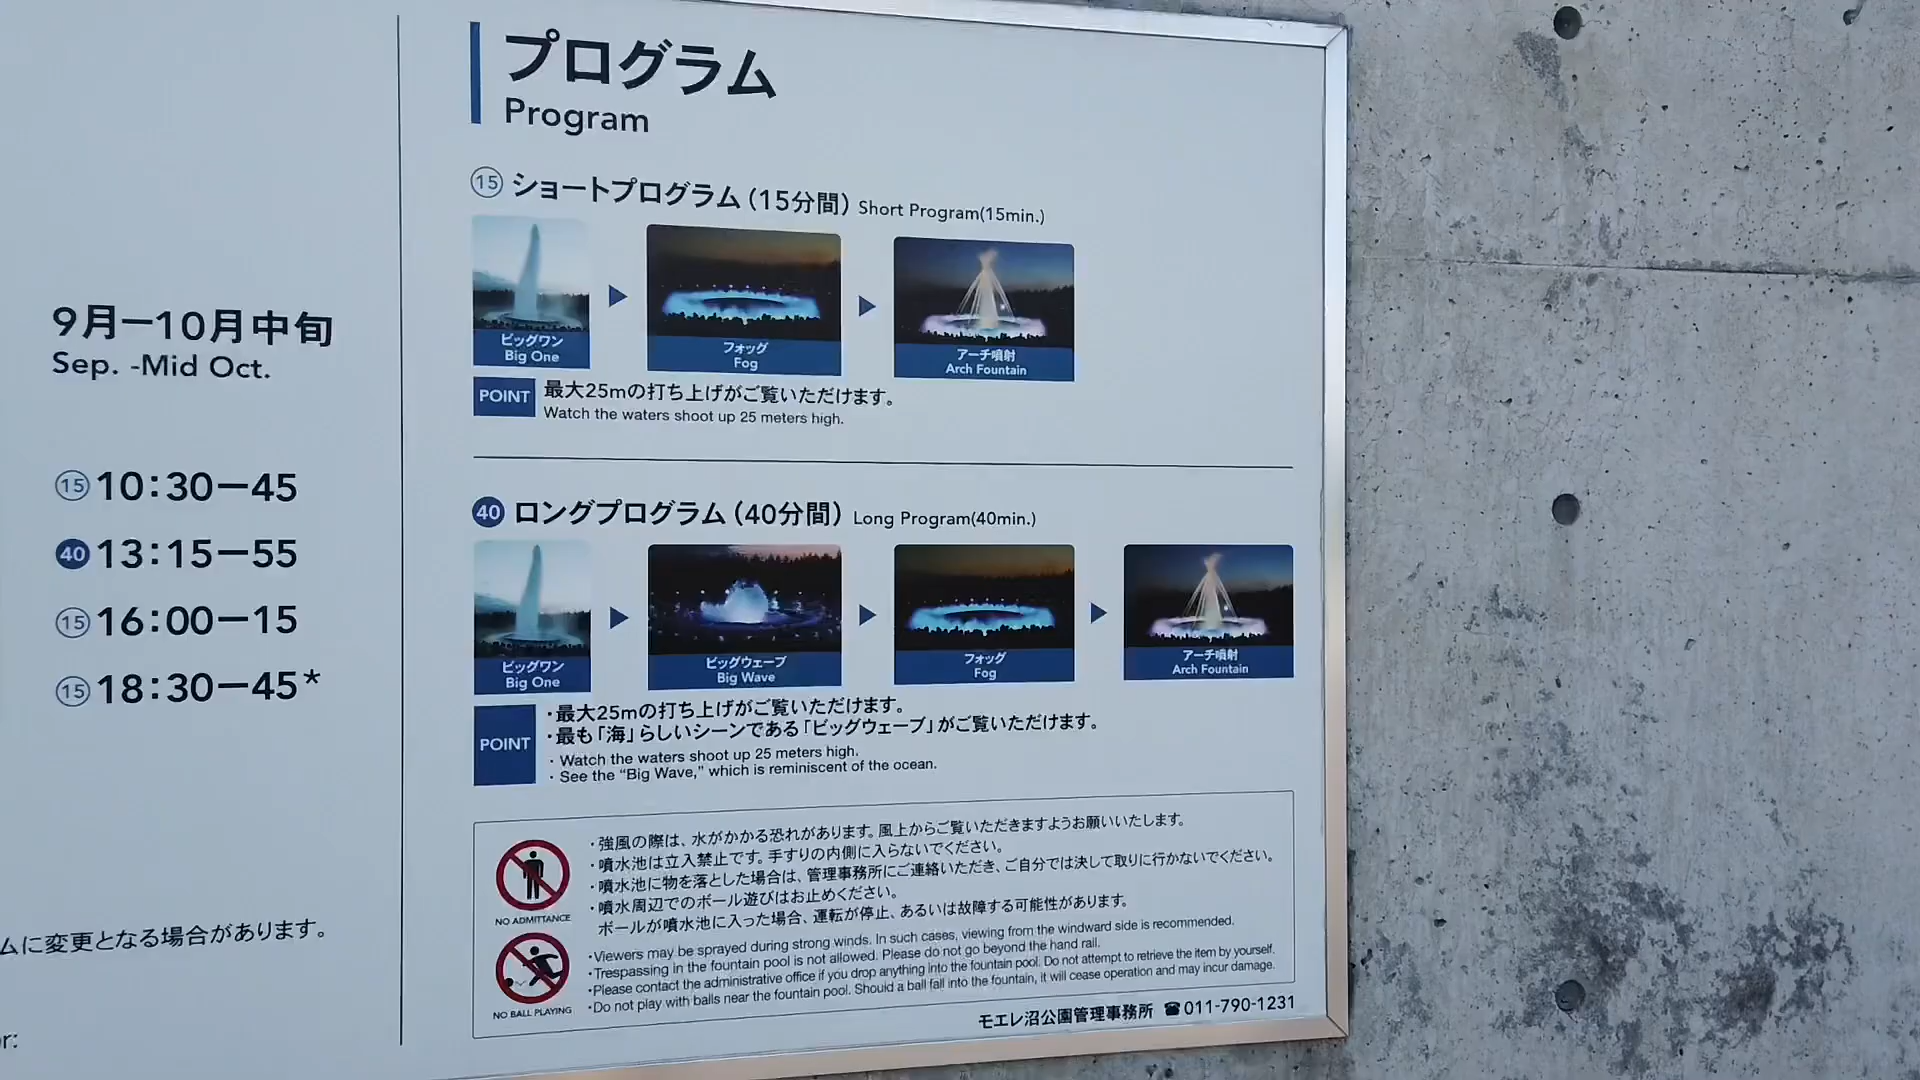 9月ー10月中旬
Sep. -Mid Oct.
15 10:30ー45
40 13:15ー55
15 16:00ー15
15 18:30ー45*
ムに変更となる場合があります。
or:
プログラム
Program
15 ショートプログラム(15分間) Short Program(15min.)
ビッグワン
Big One
フォッグ
Fog
アーチ噴射
Arch Fountain
POINT
最大25mの打ち上げがご覧いただけます。
Watch the waters shoot up 25 meters high.
40 ロングプログラム(40分間) Long Program(40min.)
ビッグワン
Big One
ビッグウェーブ
Big Wave
フォッグ
Fog
アーチ噴射
Arch Fountain
POINT
・最大25mの打ち上げがご覧いただけます。
・最も「海」らしいシーンである「ビッグウェーブ」がご覧いただけます。
・Watch the waters shoot up 25 meters high.
・See the “Big Wave,” which is reminiscent of the ocean.
NO ADMITTANCE
NO BALL PLAYING
・強風の際は、水がかかる恐れがあります。風上からご覧いただきますようお願いいたします。
・噴水池は立入禁止です。手すりの内側に入らないでください。
・噴水池に物を落とした場合は、管理事務所にご連絡いただき、ご自分では決して取りに行かないでください。
・噴水周辺でのボール遊びはお止めください。
ボールが噴水池に入った場合、運転が停止、あるいは故障する可能性があります。
・Viewers may be sprayed during strong winds. In such cases, viewing from the windward side is recommended.
・Trespassing in the fountain pool is not allowed. Please do not go beyond the hand rail.
・Please contact the administrative office if you drop anything into the fountain pool. Do not attempt to retrieve the item by yourself.
・Do not play with balls near the fountain pool. Should a ball fall into the fountain, it will cease operation and may incur damage.
モエレ沼公園管理事務所 ☎011-790-1231